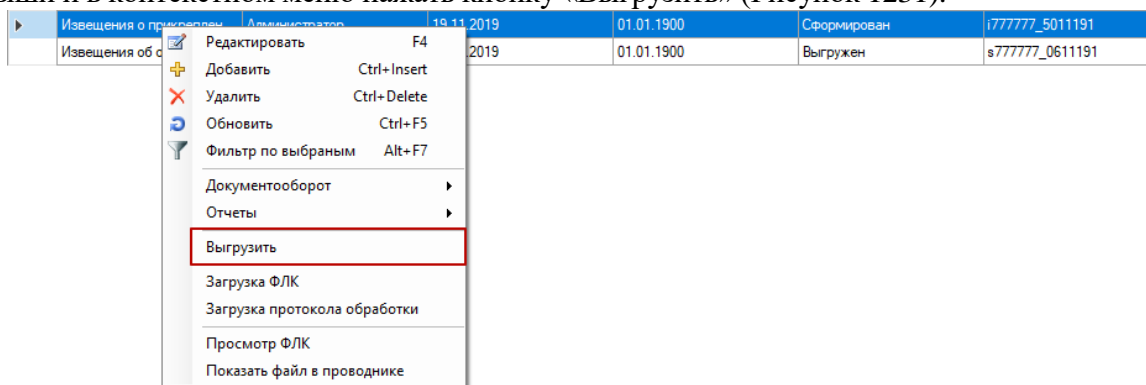 и в контекстном меню нажать кнопку «Выгрузить» (Рисунок 1231).
Извещения о прикреплен Администратор 19.11.2019 01.01.1900 Сформирован i777777_5011191
Извещения об о 2019 01.01.1900 Выгружен s777777_0611191
Редактировать F4
Добавить Ctrl+Insert
Удалить Ctrl+Delete
Обновить Ctrl+F5
Фильтр по выбраным Alt+F7
Документооборот
Отчеты
Выгрузить
Загрузка ФЛК
Загрузка протокола обработки
Просмотр ФЛК
Показать файл в проводнике